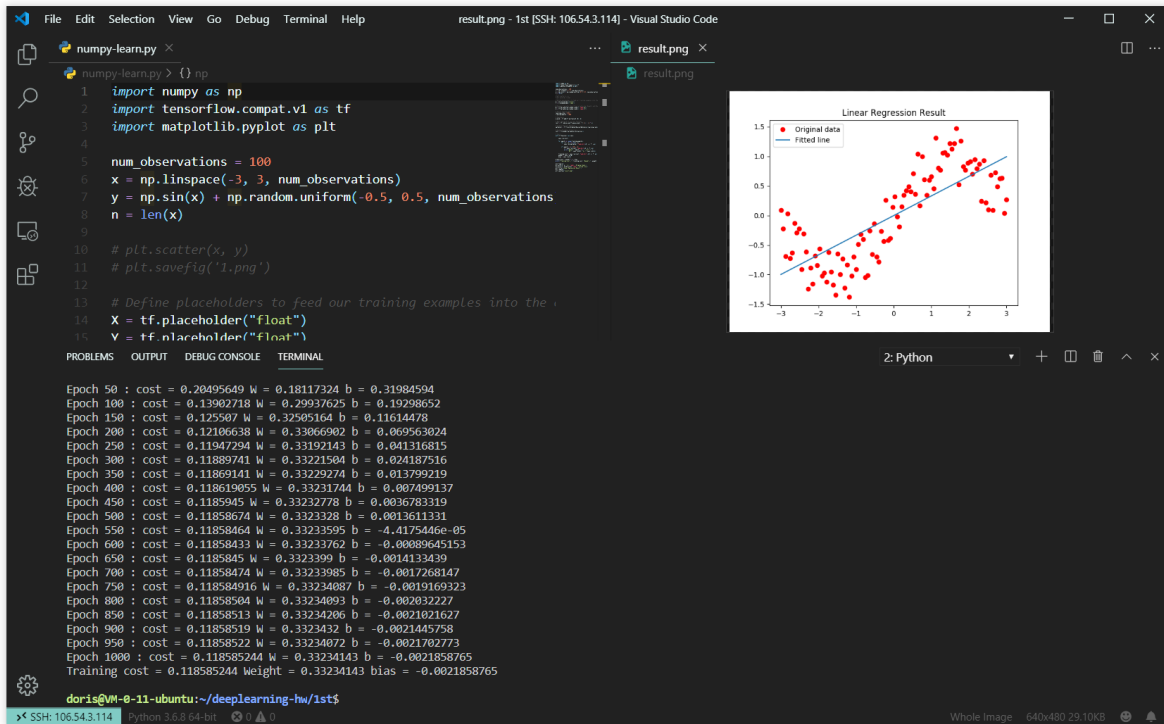 File Edit Selection View Go Debug Terminal Help result.png - 1st [SSH: 106.54.3.114] - Visual Studio Code
numpy-learn.py
numpy-learn.py > {} np
1 import numpy as np
2 import tensorflow.compat.v1 as tf
3 import matplotlib.pyplot as plt
4
5 num_observations = 100
6 x = np.linspace(-3, 3, num_observations)
7 y = np.sin(x) + np.random.uniform(-0.5, 0.5, num_observations
8 n = len(x)
9
10 # plt.scatter(x, y)
11 # plt.savefig('1.png')
12
13 # Define placeholders to feed our training examples into the
14 X = tf.placeholder("float")
15 Y = tf.placeholder("float")
result.png
result.png
Linear Regression Result
Original data
Fitted line
1.5
1.0
0.5
0.0
−0.5
−1.0
−1.5
−3 −2 −1 0 1 2 3
PROBLEMS OUTPUT DEBUG CONSOLE TERMINAL 2: Python
Epoch 50 : cost = 0.20495649 W = 0.18117324 b = 0.31984594
Epoch 100 : cost = 0.13902718 W = 0.29937625 b = 0.19298652
Epoch 150 : cost = 0.125507 W = 0.32505164 b = 0.11614478
Epoch 200 : cost = 0.12106638 W = 0.33066902 b = 0.069563024
Epoch 250 : cost = 0.11947294 W = 0.33192143 b = 0.041316815
Epoch 300 : cost = 0.11889741 W = 0.33221504 b = 0.024187516
Epoch 350 : cost = 0.11869141 W = 0.33229274 b = 0.013799219
Epoch 400 : cost = 0.118619055 W = 0.33231744 b = 0.007499137
Epoch 450 : cost = 0.1185945 W = 0.33232778 b = 0.0036783319
Epoch 500 : cost = 0.11858674 W = 0.3323328 b = 0.0013611331
Epoch 550 : cost = 0.11858464 W = 0.33233595 b = -4.4175446e-05
Epoch 600 : cost = 0.11858433 W = 0.33233762 b = -0.00089645153
Epoch 650 : cost = 0.1185845 W = 0.3323399 b = -0.0014133439
Epoch 700 : cost = 0.11858474 W = 0.33233985 b = -0.0017268147
Epoch 750 : cost = 0.118584916 W = 0.33234087 b = -0.0019169323
Epoch 800 : cost = 0.11858504 W = 0.33234093 b = -0.002032227
Epoch 850 : cost = 0.11858513 W = 0.33234206 b = -0.0021021627
Epoch 900 : cost = 0.11858519 W = 0.3323432 b = -0.0021445758
Epoch 950 : cost = 0.11858522 W = 0.33234072 b = -0.0021702773
Epoch 1000 : cost = 0.118585244 W = 0.33234143 b = -0.0021858765
Training cost = 0.118585244 Weight = 0.33234143 bias = -0.0021858765
doris@VM-0-11-ubuntu:~/deeplearning-hw/1st$
SSH: 106.54.3.114 Python 3.6.8 64-bit 0 0 Whole Image 640x480 29.10KB